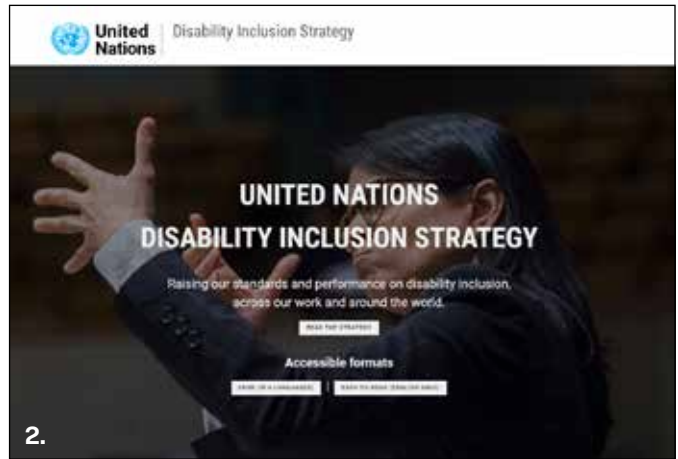 United Nations
Disability Inclusion Strategy
UNITED NATIONS
DISABILITY INCLUSION STRATEGY
Raising our standards and performance on disability inclusion,
across our work and around the world.
READ THE STRATEGY
Accessible formats
2.